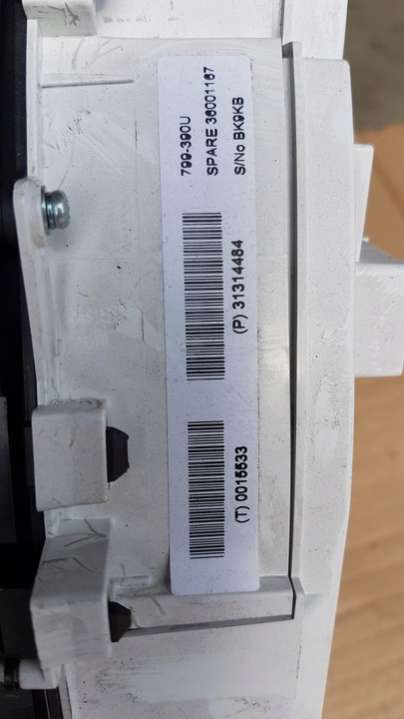 799-390U
SPARE 36001167
S/No BK9KB
(P) 31314484
(T) 0015533